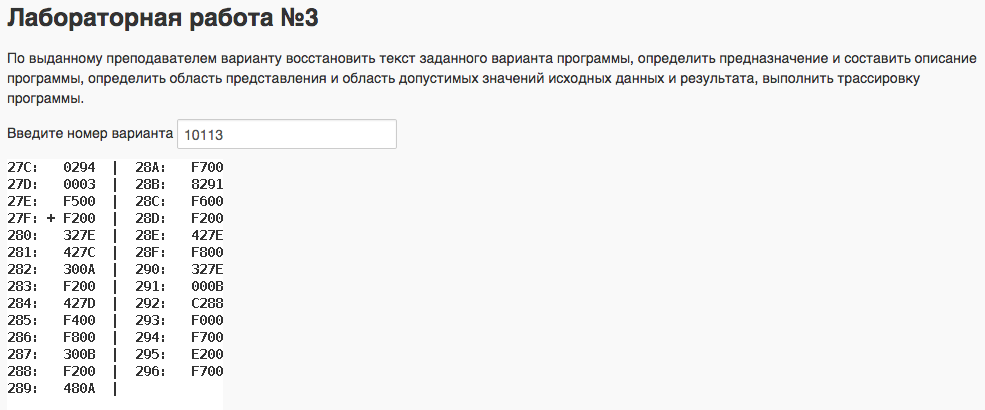 Лабораторная работа №3
По выданному преподавателем варианту восстановить текст заданного варианта программы, определить предназначение и составить описание
программы, определить область представления и область допустимых значений исходных данных и результата, выполнить трассировку
программы.
Введите номер варианта 10113
27C: 0294 | 28A: F700
27D: 0003 | 28B: 8291
27E: F500 | 28C: F600
27F: + F200 | 28D: F200
280: 327E | 28E: 427E
281: 427C | 28F: F800
282: 300A | 290: 327E
283: F200 | 291: 000B
284: 427D | 292: C288
285: F400 | 293: F000
286: F800 | 294: F700
287: 300B | 295: E200
288: F200 | 296: F700
289: 480A |